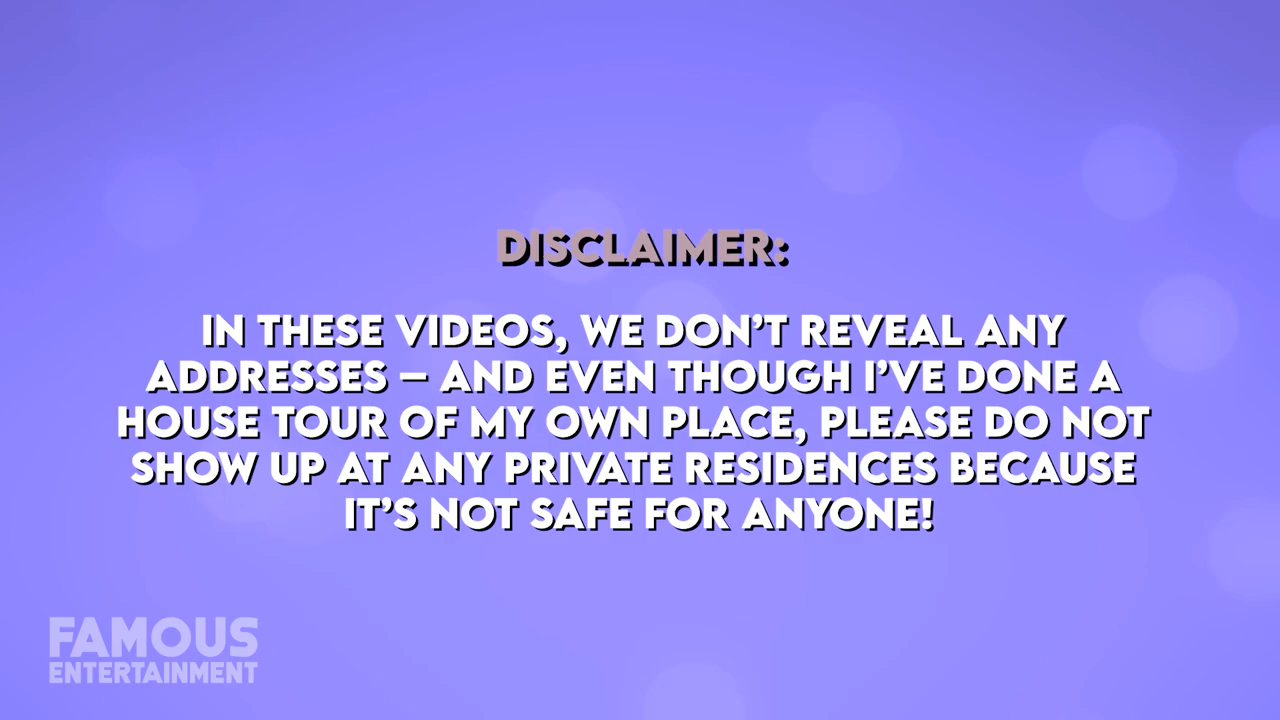 DISCLAIMER:
IN THESE VIDEOS, WE DON'T REVEAL ANY
ADDRESSES – AND EVEN THOUGH I'VE DONE A
HOUSE TOUR OF MY OWN PLACE, PLEASE DO NOT
SHOW UP AT ANY PRIVATE RESIDENCES BECAUSE
IT'S NOT SAFE FOR ANYONE!
FAMOUS
ENTERTAINMENT